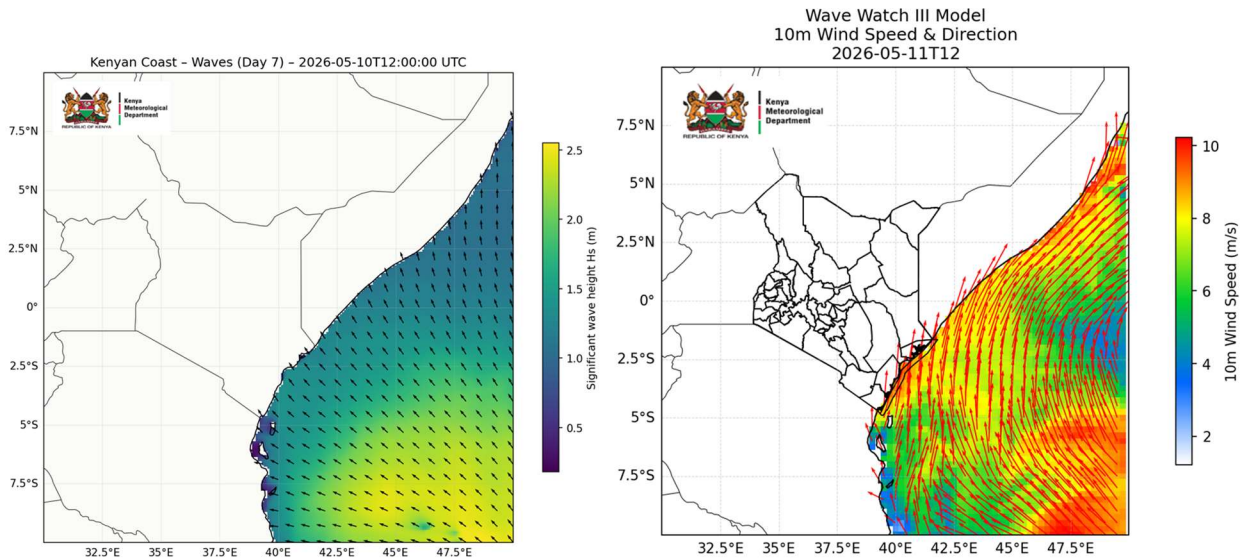 Kenyan Coast – Waves (Day 7) – 2026-05-10T12:00:00 UTC
Kenya
Meteorological
Department
REPUBLIC OF KENYA
7.5°N
5°N
2.5°N
0°
2.5°S
5°S
7.5°S
32.5°E
35°E
37.5°E
40°E
42.5°E
45°E
47.5°E
2.5
2.0
1.5
1.0
0.5
Significant wave height Hs (m)
Wave Watch III Model
10m Wind Speed & Direction
2026-05-11T12
Kenya
Meteorological
Department
REPUBLIC OF KENYA
7.5°N
5°N
2.5°N
0°
2.5°S
5°S
7.5°S
32.5°E
35°E
37.5°E
40°E
42.5°E
45°E
47.5°E
10
8
6
4
2
10m Wind Speed (m/s)